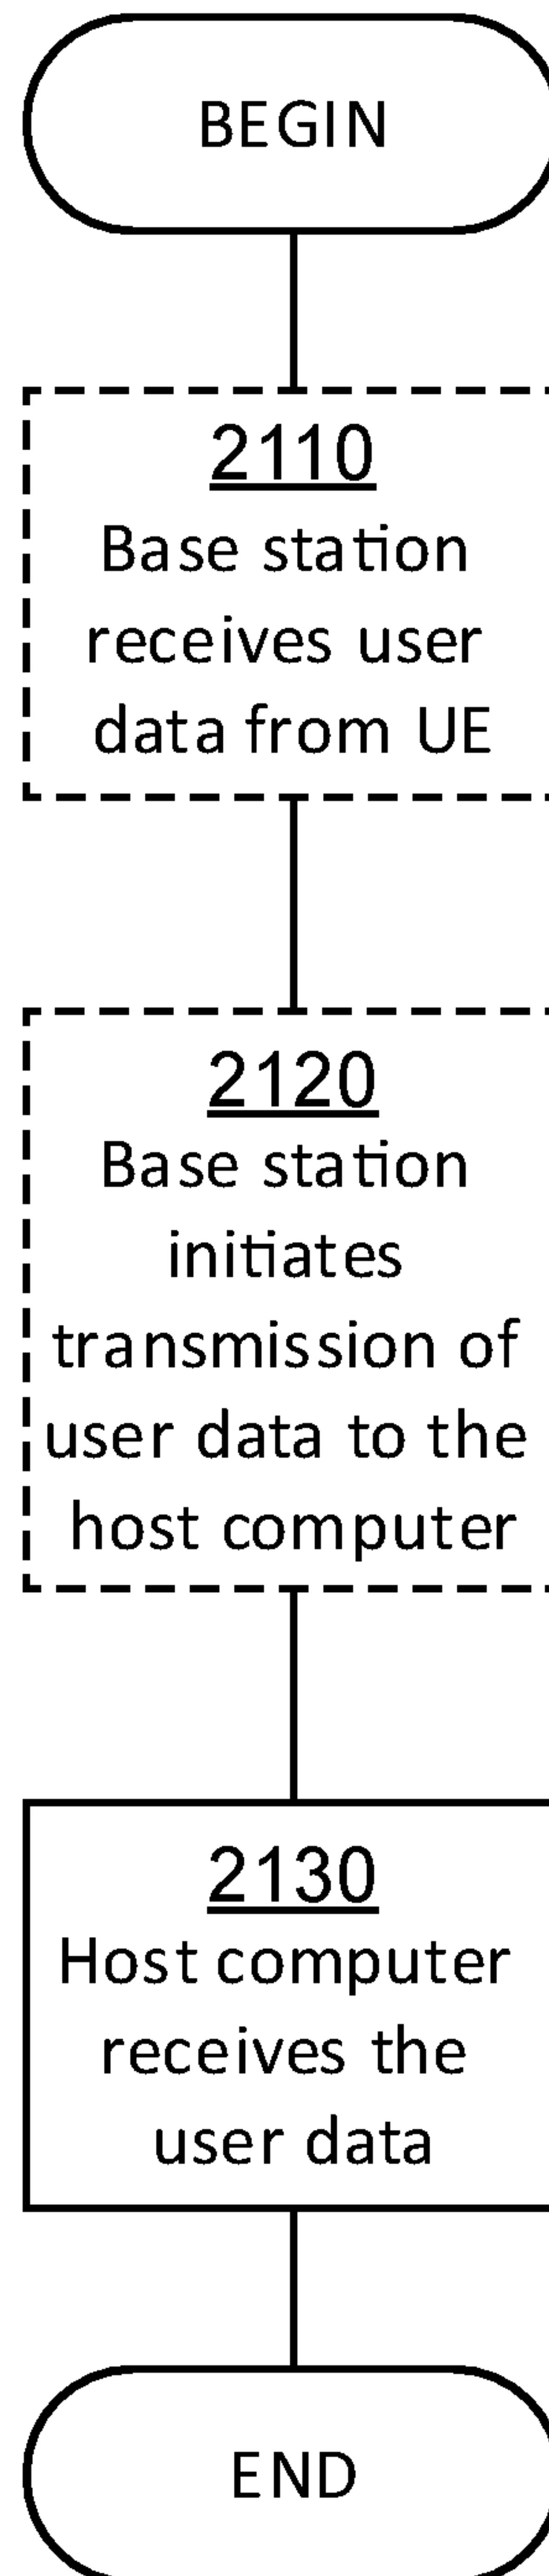 BEGIN
2110
Base station
receives user
data from UE
2120
Base station
initiates
transmission of
user data to the
host computer
2130
Host computer
receives the
user data
END